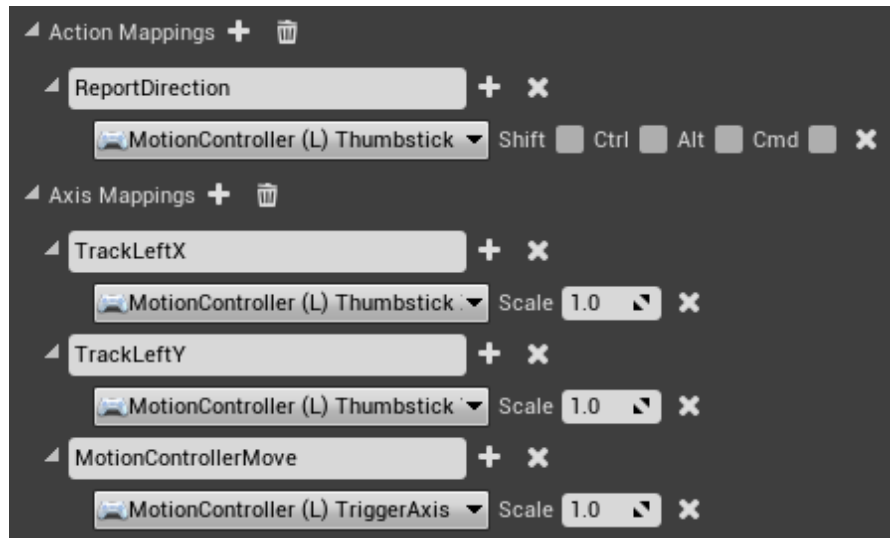 Action Mappings
ReportDirection
MotionController (L) Thumbstick Shift Ctrl Alt Cmd
Axis Mappings
TrackLeftX
MotionController (L) Thumbstick Scale 1.0
TrackLeftY
MotionController (L) Thumbstick Scale 1.0
MotionControllerMove
MotionController (L) TriggerAxis Scale 1.0